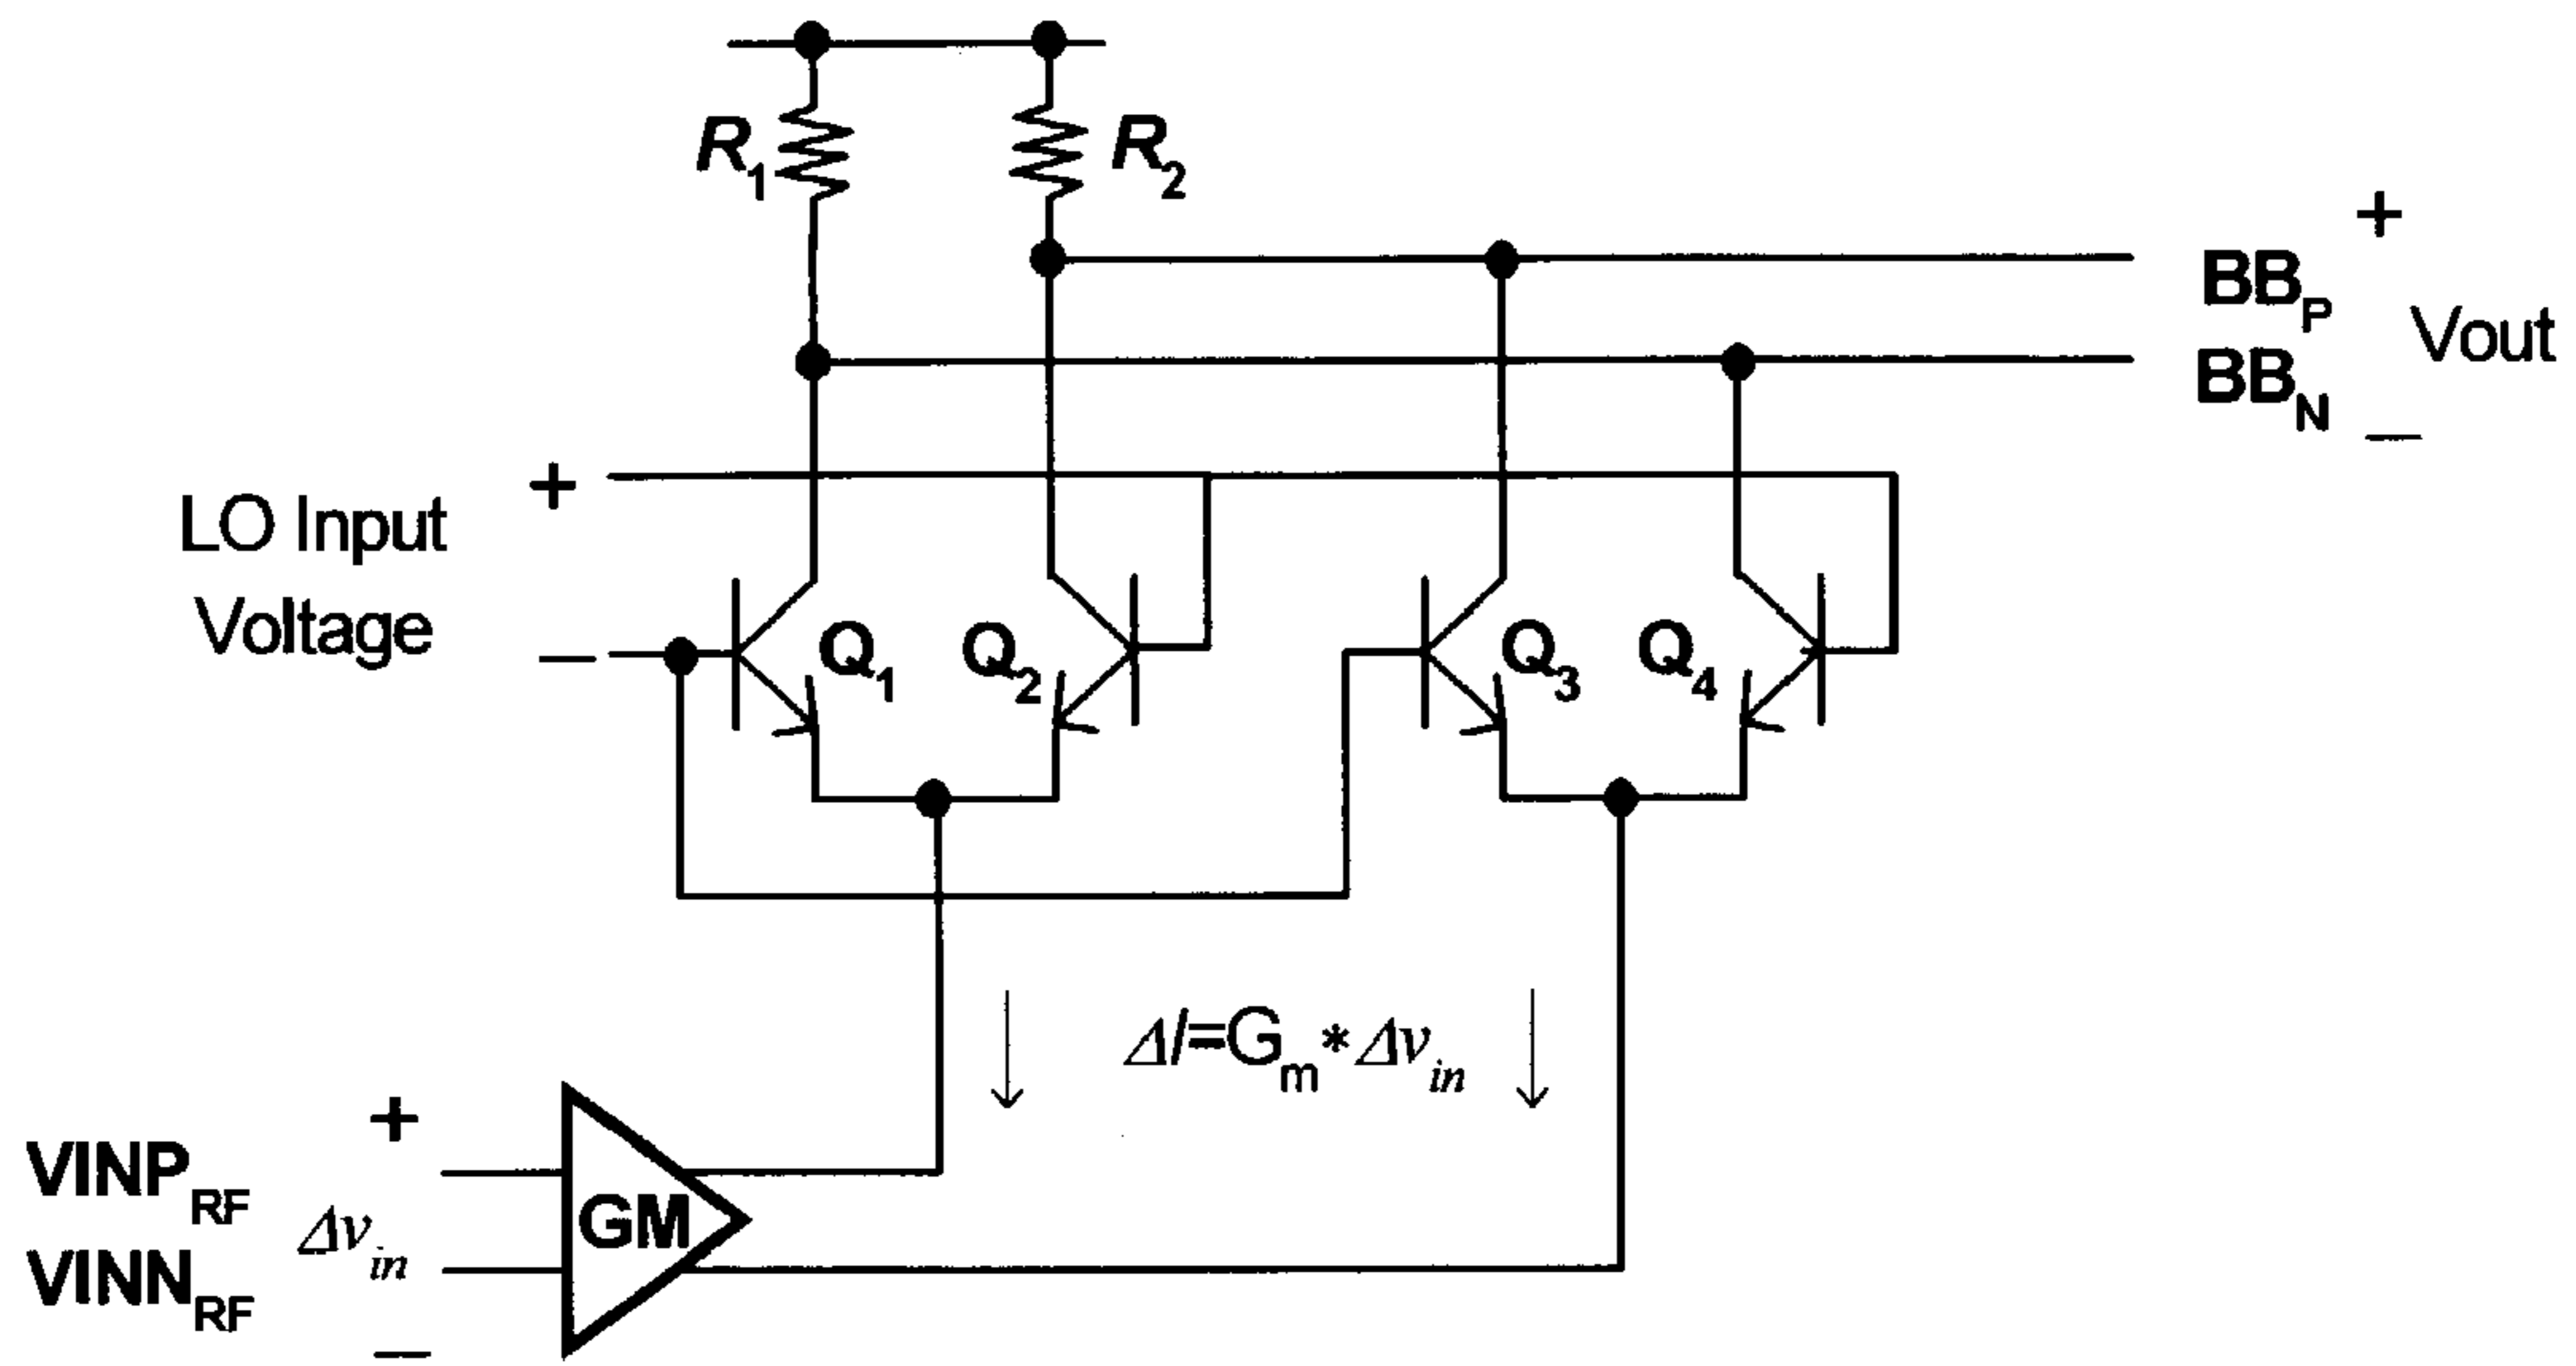 R1
R2
+
BBP
Vout
BBN
–
+
LO Input
Voltage
–
Q1
Q2
Q3
Q4
ΔI=Gm*Δvin
+
VINPRF
Δvin
GM
VINNRF
–